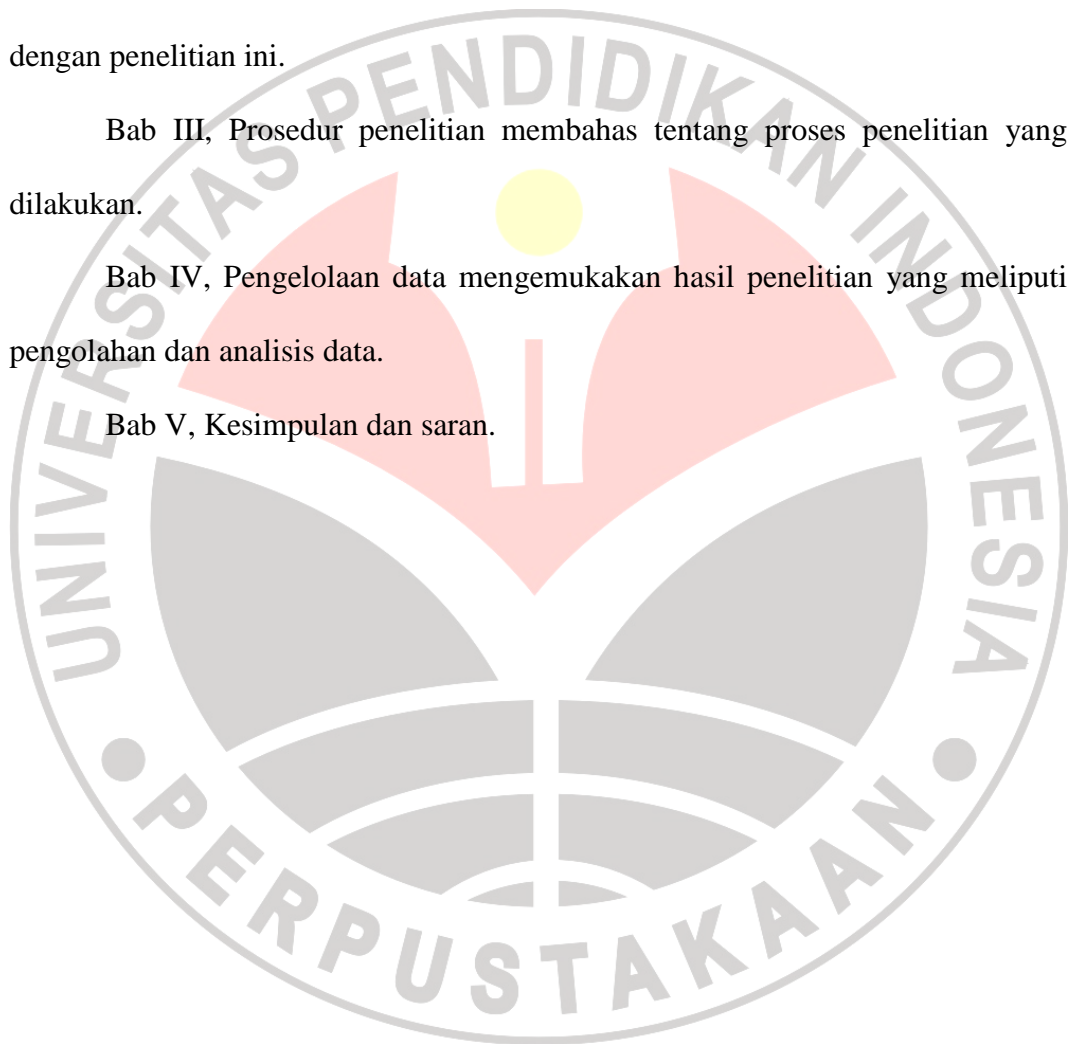 dengan penelitian ini.
Bab III, Prosedur penelitian membahas tentang proses penelitian yang
dilakukan.
Bab IV, Pengelolaan data mengemukakan hasil penelitian yang meliputi
pengolahan dan analisis data.
Bab V, Kesimpulan dan saran.
UNIVERSITAS PENDIDIKAN INDONESIA
PERPUSTAKAAN